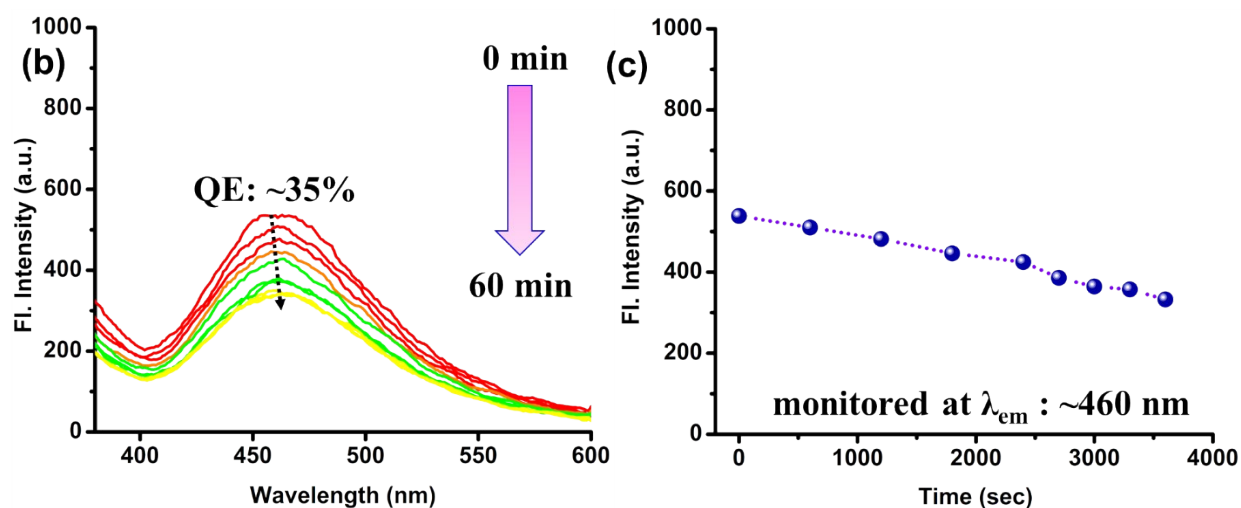 (b)
0 min
QE: ~35%
60 min
Fl. Intensity (a.u.)
1000
800
600
400
200
0
400 450 500 550 600
Wavelength (nm)
(c)
Fl. Intensity (a.u.)
1000
800
600
400
200
0
monitored at λem : ~460 nm
0 1000 2000 3000 4000
Time (sec)